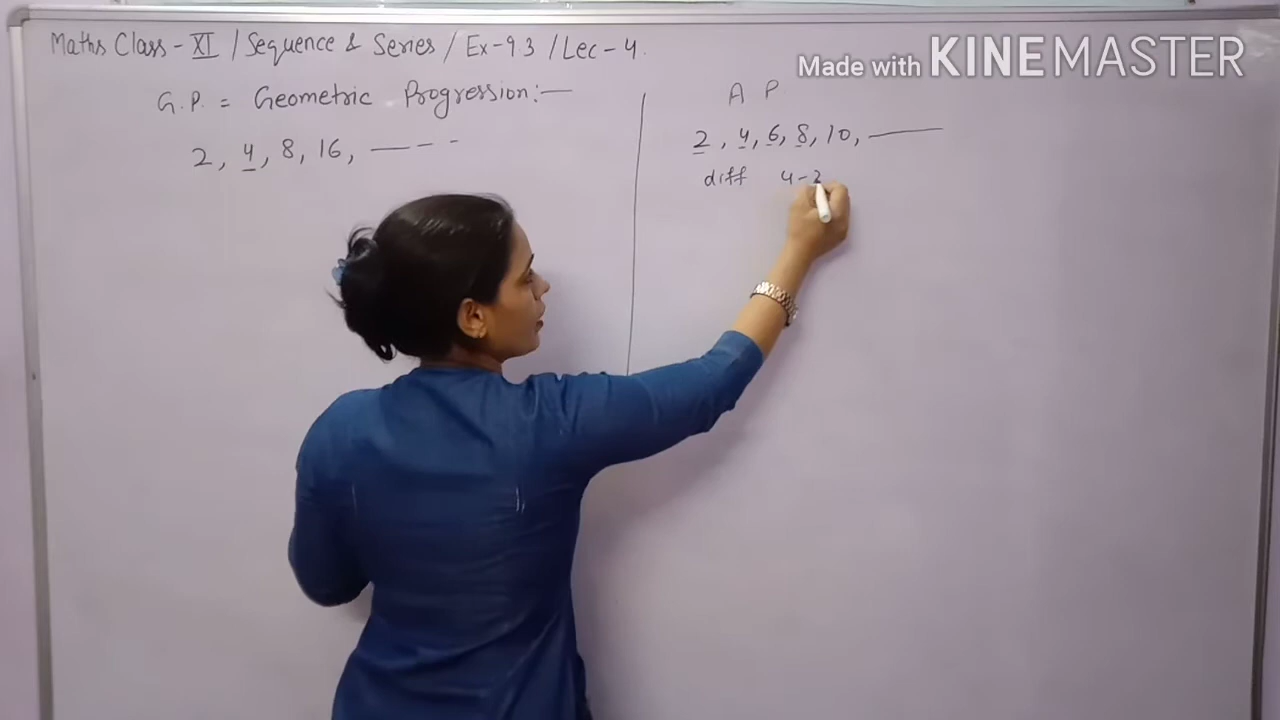 Maths Class - XI / Sequence & Series / Ex-9.3 / Lec-4.
Made with KINEMASTER
G.P. = Geometric Progression:—
2, 4, 8, 16, — – -
A P
2, 4, 6, 8, 10, —
diff 4-2